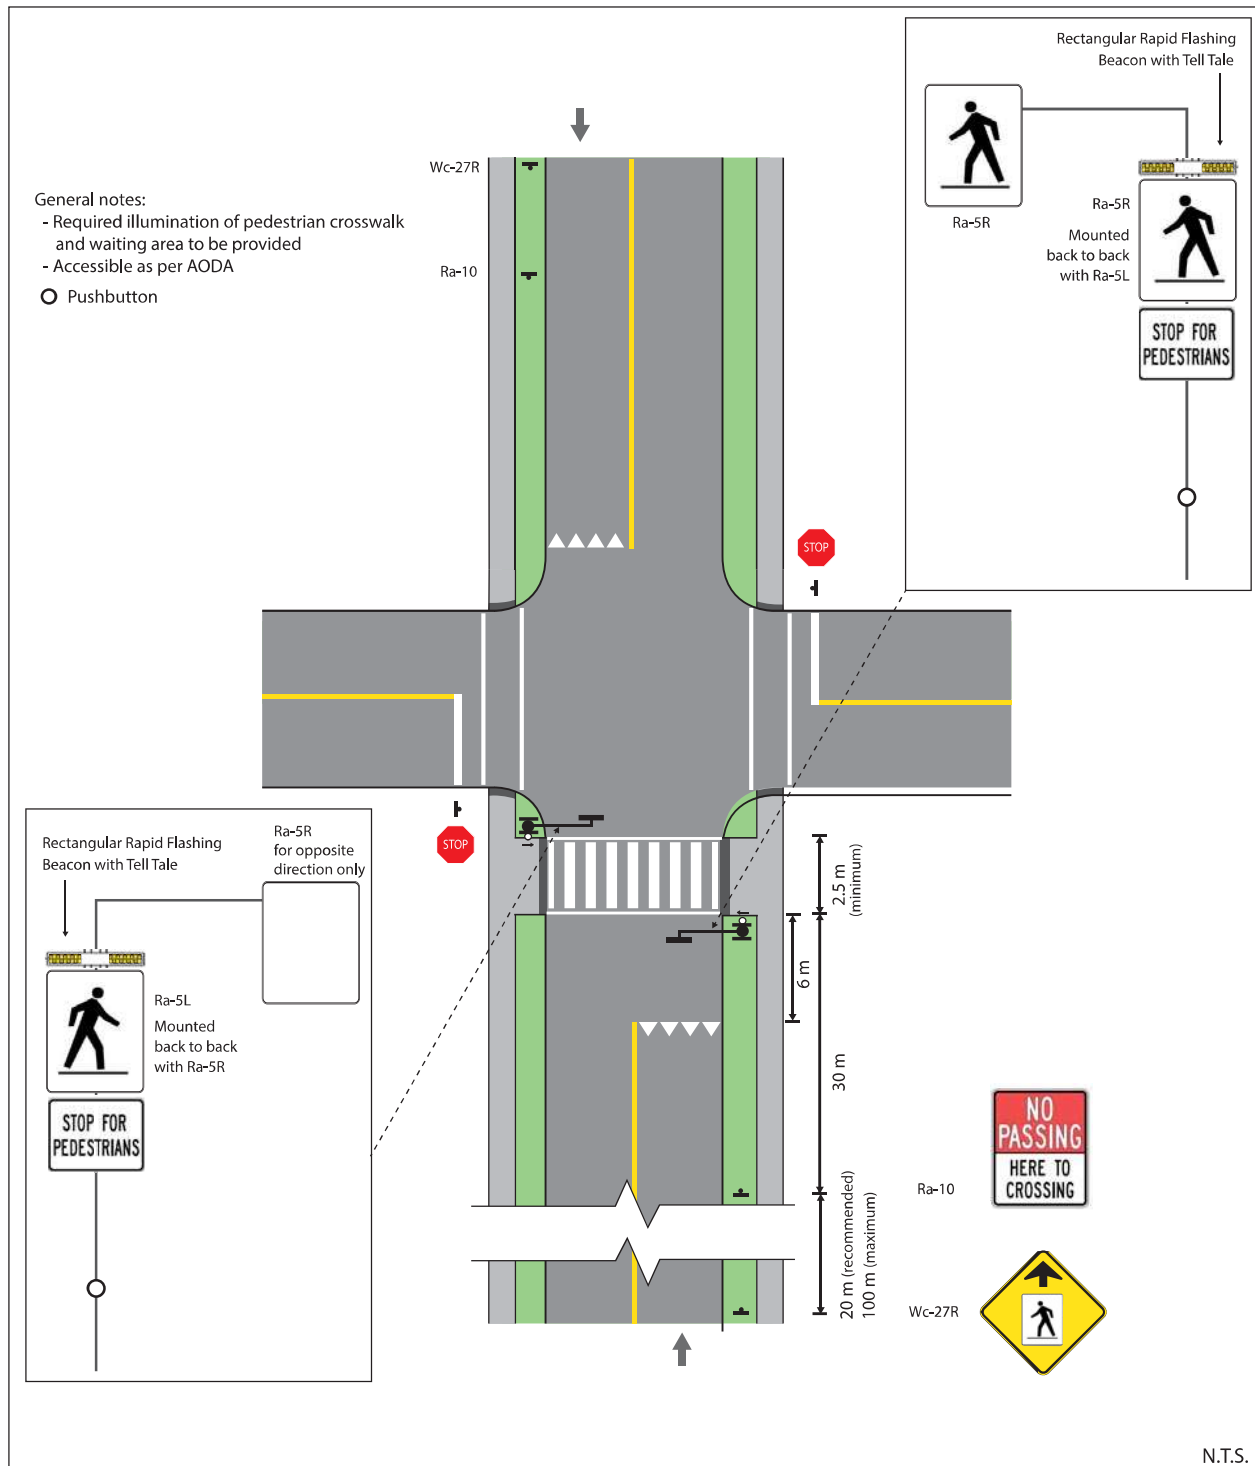 Rectangular Rapid Flashing
Beacon with Tell Tale
Ra-5R
Ra-5R
Mounted
back to back
with Ra-5L
STOP FOR
PEDESTRIANS
General notes:
- Required illumination of pedestrian crosswalk
and waiting area to be provided
- Accessible as per AODA
Pushbutton
Wc-27R
Ra-10
STOP
STOP
Rectangular Rapid Flashing
Beacon with Tell Tale
Ra-5R
for opposite
direction only
Ra-5L
Mounted
back to back
with Ra-5R
STOP FOR
PEDESTRIANS
2.5 m
(minimum)
6 m
30 m
20 m (recommended)
100 m (maximum)
Ra-10
NO
PASSING
HERE TO
CROSSING
Wc-27R
N.T.S.